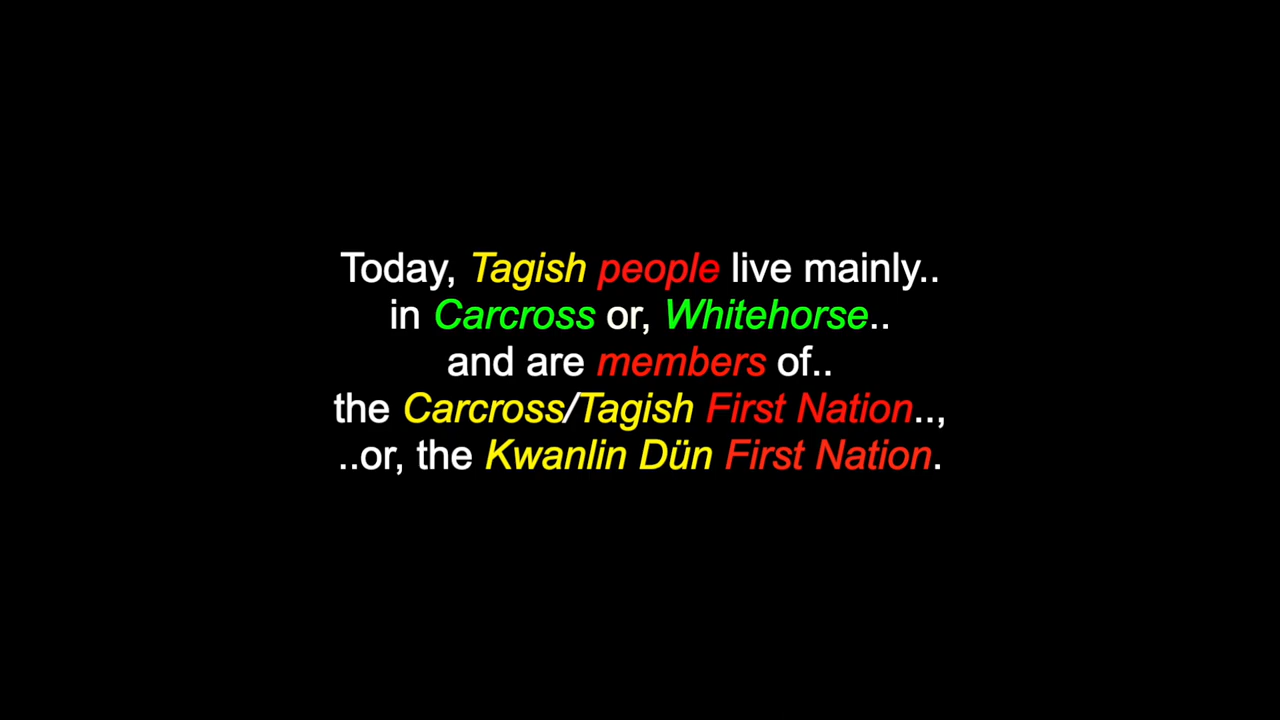 Today, Tagish people live mainly..
in Carcross or, Whitehorse..
and are members of..
the Carcross/Tagish First Nation..,
..or, the Kwanlin Dün First Nation.